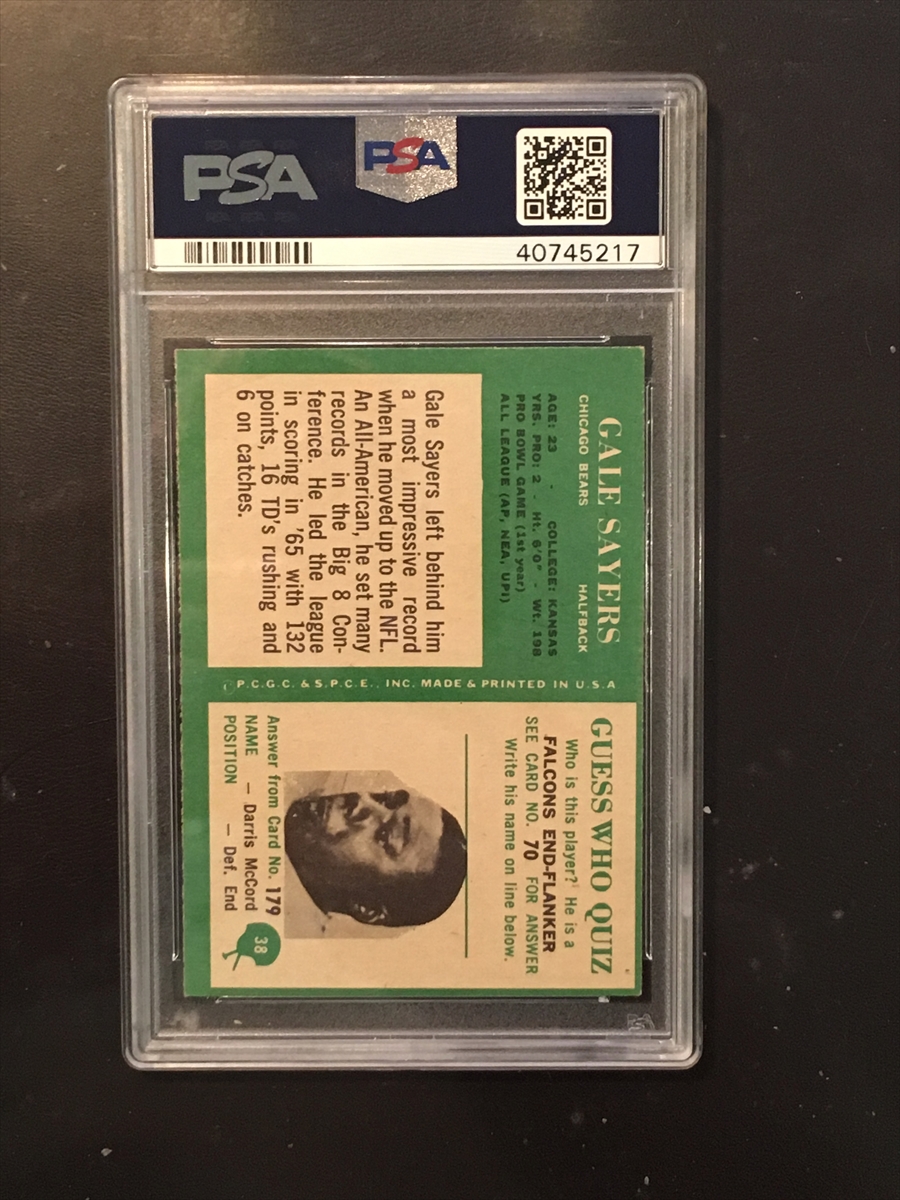 PSA
PSA
40745217
GALE SAYERS
CHICAGO BEARS HALFBACK
AGE: 23 - COLLEGE: KANSAS
YRS. PRO: 2 - Ht. 6'0" - Wt. 198
PRO BOWL GAME (1st year)
ALL LEAGUE (AP, NEA, UPI)
Gale Sayers left behind him
a most impressive record
when he moved up to the NFL.
An All-American, he set many
records in the Big 8 Con-
ference. He led the league
in scoring in '65 with 132
points, 16 TD's rushing and
6 on catches.
©P.C.G.C. & S.P.C.E., INC. MADE & PRINTED IN U.S.A
GUESS WHO QUIZ
Who is this player? He is a
FALCONS END-FLANKER
SEE CARD NO. 70 FOR ANSWER
Write his name on line below.
Answer from Card No. 179
NAME — Darris McCord
POSITION — Def. End
38